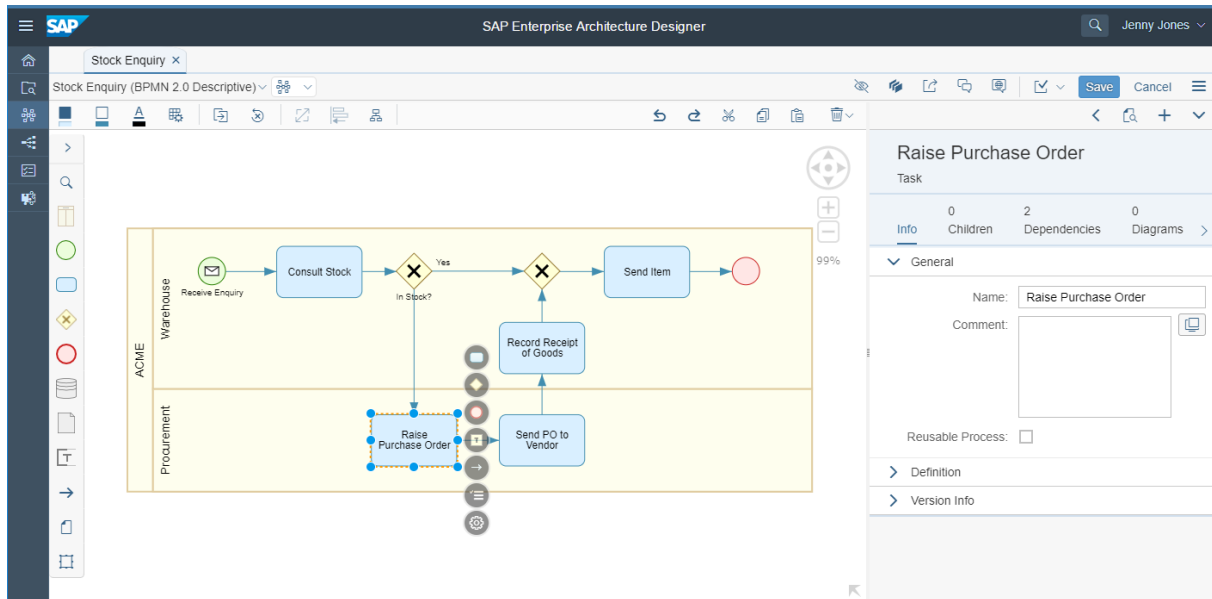 SAP
SAP Enterprise Architecture Designer
Jenny Jones
Stock Enquiry ×
Stock Enquiry (BPMN 2.0 Descriptive)
Save
Cancel
A
99%
ACME
Warehouse
Procurement
Receive Enquiry
Consult Stock
In Stock?
Yes
Send Item
Record Receipt
of Goods
Raise
Purchase Order
Send PO to
Vendor
T
Raise Purchase Order
Task
0
2
0
Info
Children
Dependencies
Diagrams
General
Name:
Raise Purchase Order
Comment:
Reusable Process:
Definition
Version Info